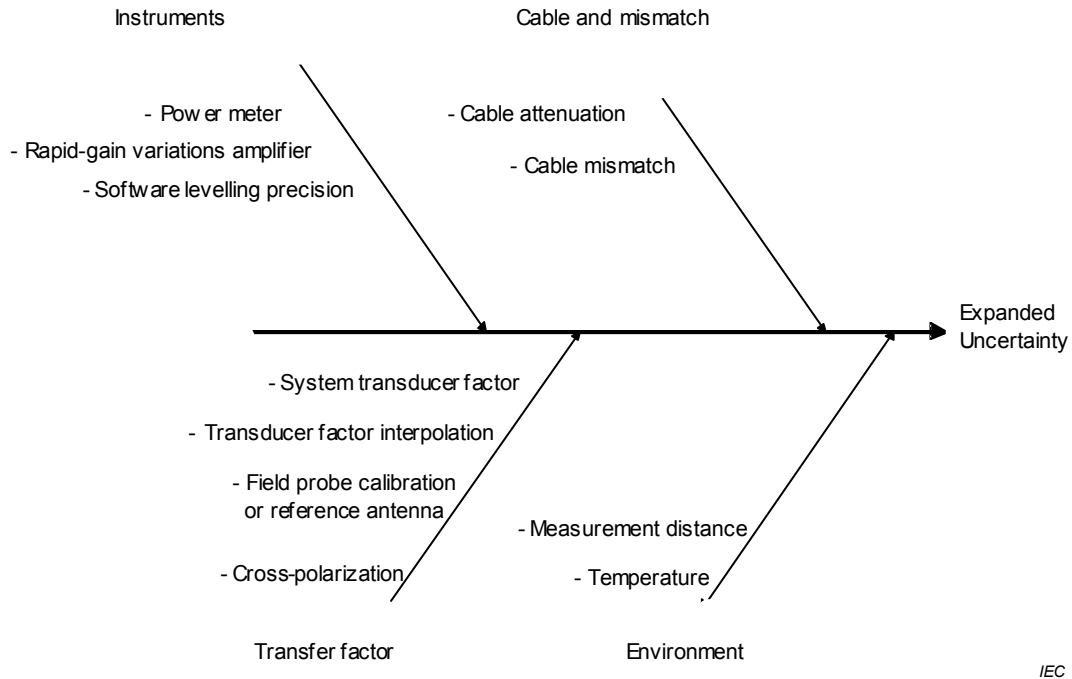 Instruments
Cable and mismatch
- Power meter
- Rapid-gain variations amplifier
- Software levelling precision
- Cable attenuation
- Cable mismatch
Expanded
Uncertainty
- System transducer factor
- Transducer factor interpolation
- Field probe calibration
or reference antenna
- Cross-polarization
- Measurement distance
- Temperature
Transfer factor
Environment
IEC